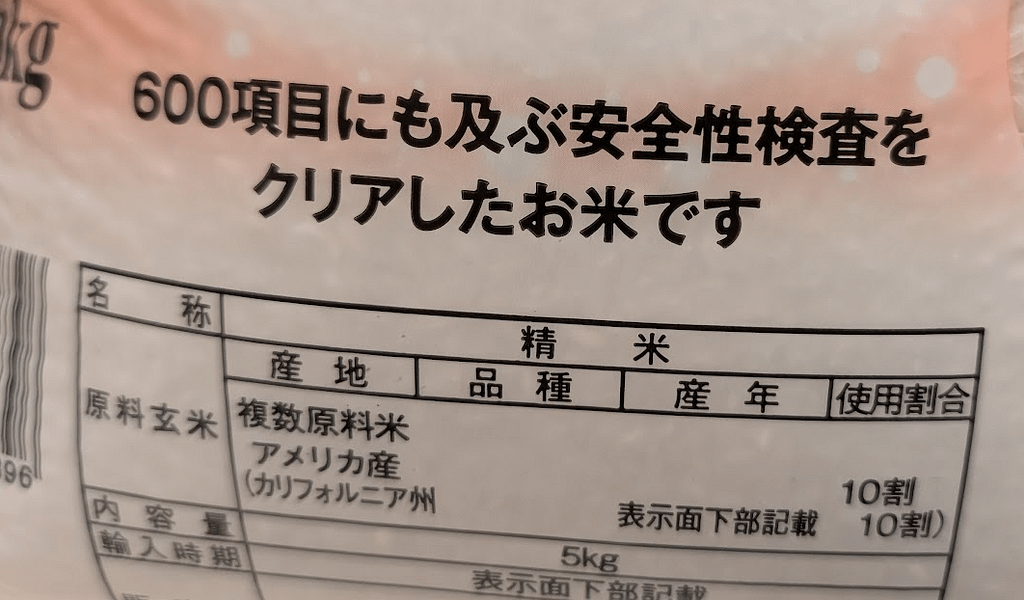 kg
600項目にも及ぶ安全性検査を
クリアしたお米です
名 称
精 米
原料玄米
産 地
品 種
産 年
使用割合
複数原料米
アメリカ産
10割
(カリフォルニア州
表示面下部記載
10割)
内容量
5kg
輸入時期
表示面下部記載
96